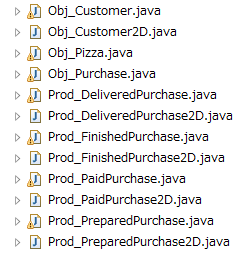 Obj_Customer.java
Obj_Customer2D.java
Obj_Pizza.java
Obj_Purchase.java
Prod_DeliveredPurchase.java
Prod_DeliveredPurchase2D.java
Prod_FinishedPurchase.java
Prod_FinishedPurchase2D.java
Prod_PaidPurchase.java
Prod_PaidPurchase2D.java
Prod_PreparedPurchase.java
Prod_PreparedPurchase2D.java